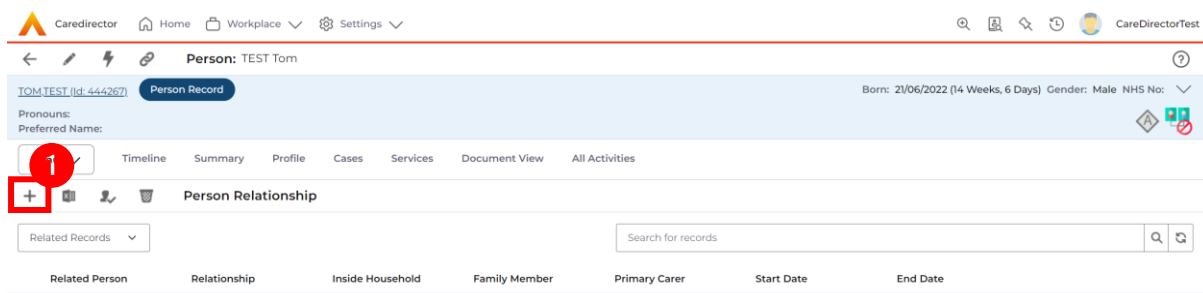 Caredirector Home Workplace Settings CareDirectorTest
Person: TEST Tom
TOM,TEST (Id: 444267) Person Record Born: 21/06/2022 (14 Weeks, 6 Days) Gender: Male NHS No:
Pronouns:
Preferred Name:
A
1 Timeline Summary Profile Cases Services Document View All Activities
Person Relationship
Related Records Search for records
Related Person Relationship Inside Household Family Member Primary Carer Start Date End Date